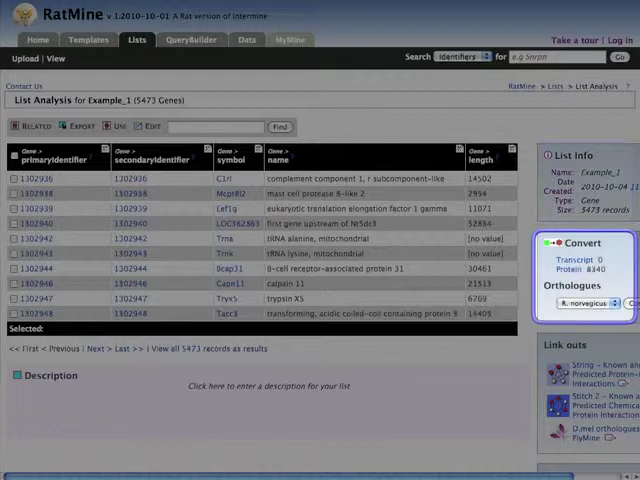 RatMine v 1.2010-10-01 A Rat version of Intermine
Home Templates Lists QueryBuilder Data MyMine
Take a tour | Log in
Upload | View
Search Identifiers for e.g Snrpn Go
Contact Us
RatMine > Lists > List Analysis ?
List Analysis for Example_1 (5473 Genes)
RELATED EXPORT USE EDIT Find
Gene > primaryIdentifier ? Gene > secondaryIdentifier ? Gene > symbol ? Gene > name ? Gene > length ?
1302936 1302936 C1rl complement component 1, r subcomponent-like 14502
1302938 1302938 Mcpt8l2 mast cell protease 8-like 2 2954
1302939 1302939 Eef1g eukaryotic translation elongation factor 1 gamma 11071
1302940 1302940 LOC362863 first gene upstream of Nt5dc3 52884
1302942 1302942 Trna tRNA alanine, mitochondrial [no value]
1302943 1302943 Trnk tRNA lysine, mitochondrial [no value]
1302944 1302944 Bcap31 B-cell receptor-associated protein 31 30461
1302946 1302946 Capn11 calpain 11 21513
1302947 1302947 Tryx5 trypsin X5 6769
1302948 1302948 Tacc3 transforming, acidic coiled-coil containing protein 3 14403
Selected:
<< First < Previous | Next > Last >> | View all 5473 records as results
Description
Click here to enter a description for your list
List Info
Name: Example_1
Date Created: 2010-10-04 11
Type: Gene
Size: 5473 records
Convert
Transcript 0
Protein 8340
Orthologues
R. norvegicus
Link outs
String - Known and
Predicted Protein-
Interactions
Stitch 2 - Known a
Predicted Chemica
Protein Interaction
D.mel orthologues
FlyMine